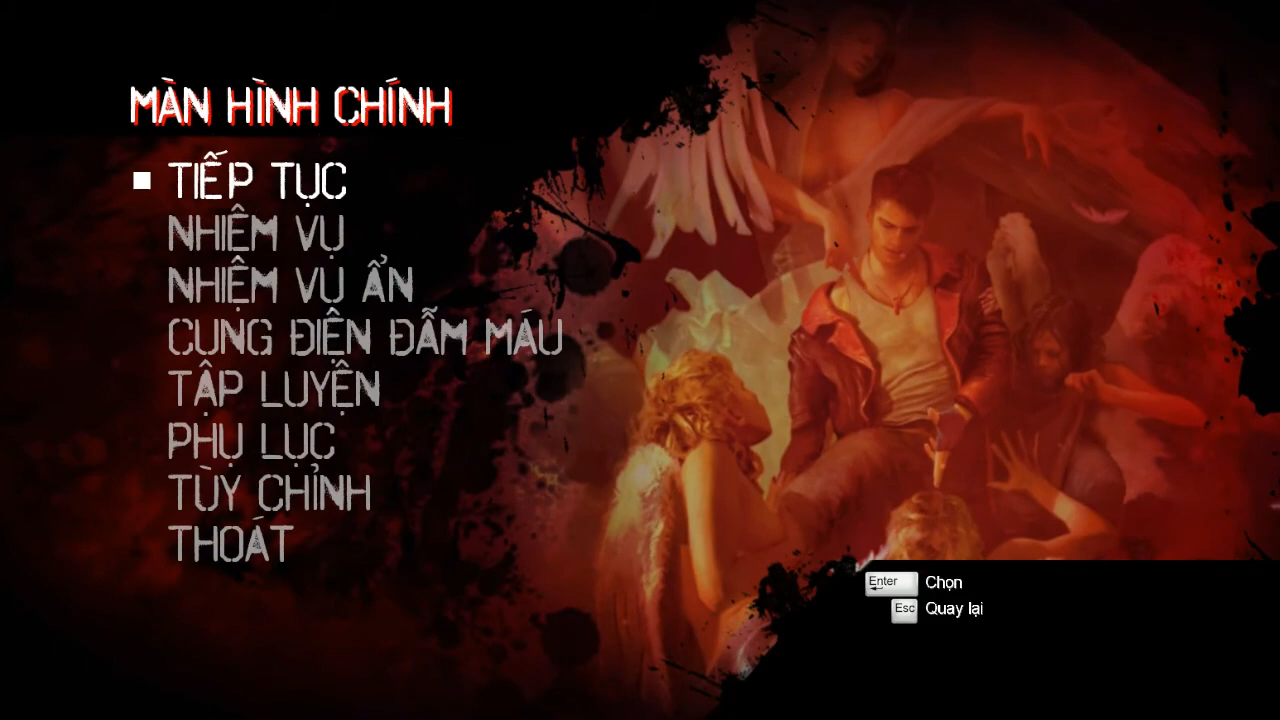 MÀN HÌNH CHÍNH
TIẾP TỤC
NHIỆM VỤ
NHIỆM VỤ ẨN
CUNG ĐIỆN ĐẪM MÁU
TẬP LUYỆN
PHỤ LỤC
TÙY CHỈNH
THOÁT
Enter Chọn
Esc Quay lại